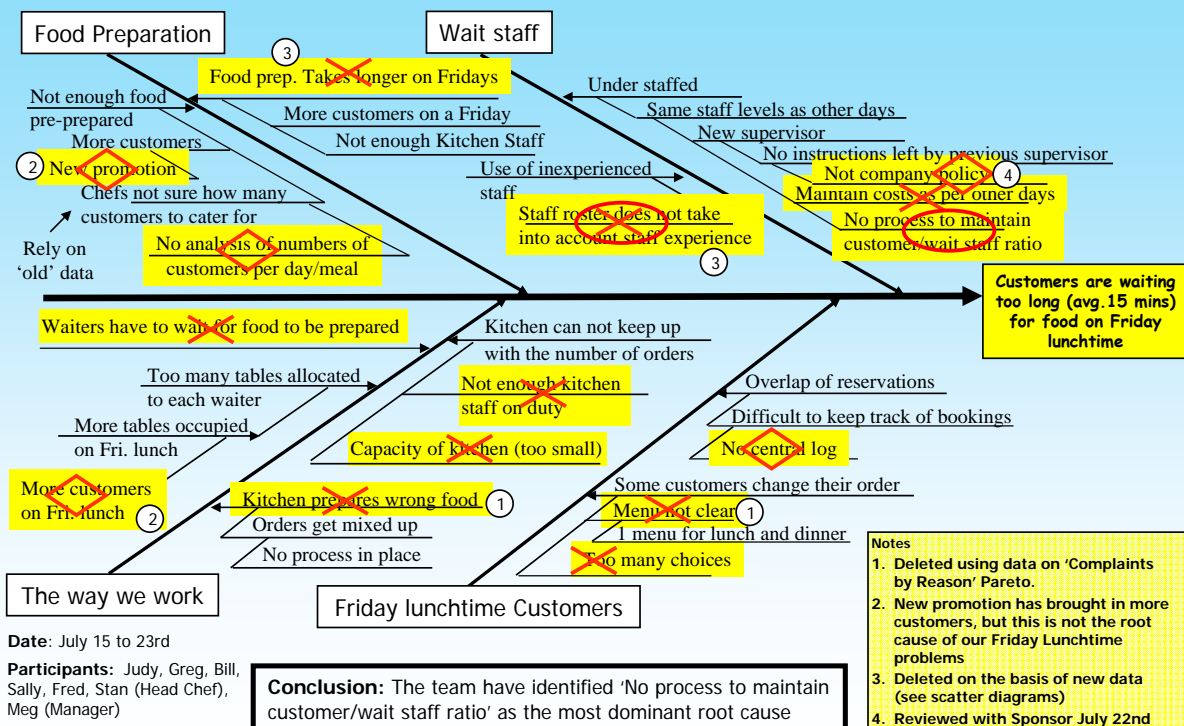 Food Preparation
Wait staff
3
Food prep. Takes longer on Fridays
Not enough food
pre-prepared
More customers on a Friday
Not enough Kitchen Staff
More customers
2
New promotion
Chefs not sure how many
customers to cater for
Rely on
‘old’ data
No analysis of numbers of
customers per day/meal
Under staffed
Same staff levels as other days
New supervisor
No instructions left by previous supervisor
Not company policy
4
Maintain costs as per other days
No process to maintain
customer/wait staff ratio
Use of inexperienced
staff
Staff roster does not take
into account staff experience
3
Customers are waiting
too long (avg.15 mins)
for food on Friday
lunchtime
Waiters have to wait for food to be prepared
Too many tables allocated
to each waiter
More tables occupied
on Fri. lunch
More customers
on Fri. lunch
2
Kitchen can not keep up
with the number of orders
Not enough kitchen
staff on duty
Capacity of kitchen (too small)
Kitchen prepares wrong food
1
Orders get mixed up
No process in place
The way we work
Overlap of reservations
Difficult to keep track of bookings
No central log
Some customers change their order
Menu not clear
1
1 menu for lunch and dinner
Too many choices
Friday lunchtime Customers
Date: July 15 to 23rd
Participants: Judy, Greg, Bill,
Sally, Fred, Stan (Head Chef),
Meg (Manager)
Conclusion: The team have identified ‘No process to maintain
customer/wait staff ratio’ as the most dominant root cause
Notes
1. Deleted using data on ‘Complaints
by Reason’ Pareto.
2. New promotion has brought in more
customers, but this is not the root
cause of our Friday Lunchtime
problems
3. Deleted on the basis of new data
(see scatter diagrams)
4. Reviewed with Sponsor July 22nd